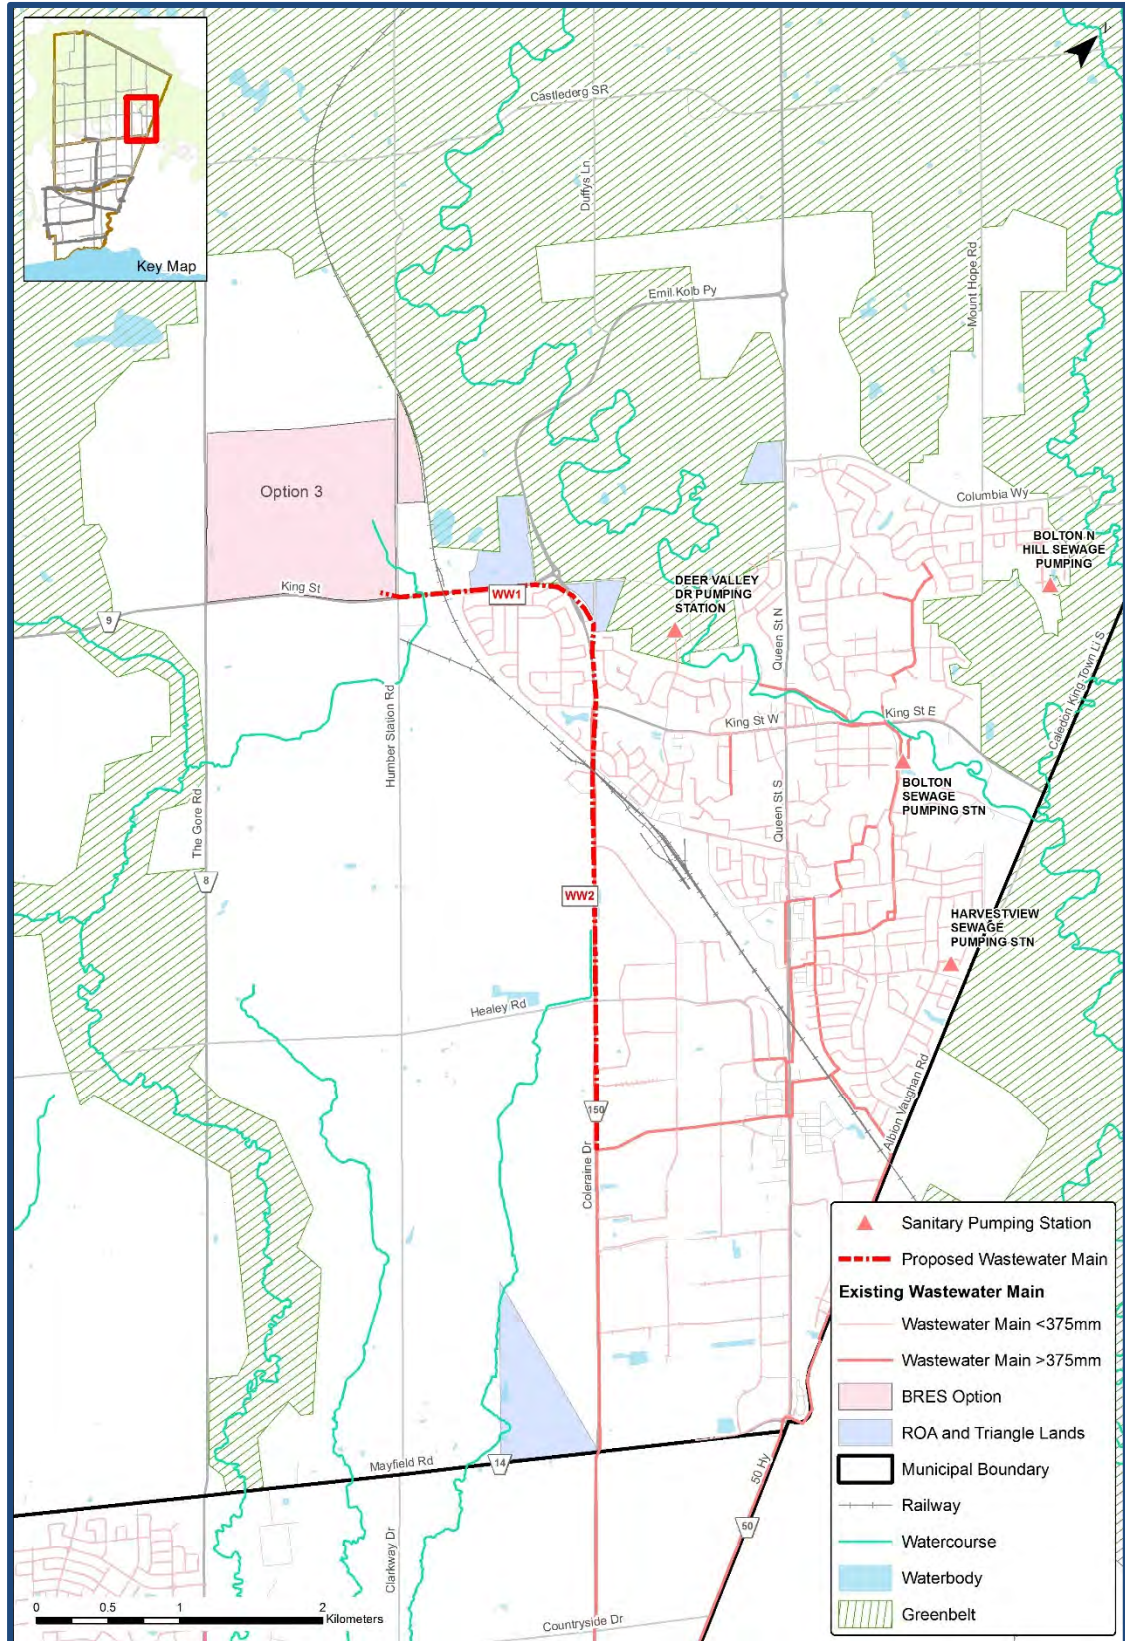 Key Map
N
Castlederg SR
Duffys Ln
Mount Hope Rd
Emil Kolb Py
Option 3
Columbia Wy
BOLTON N
HILL SEWAGE
PUMPING
DEER VALLEY
DR PUMPING
STATION
King St
WW1
9
Queen St N
Caledon King Town Li S
King St W
King St E
Humber Station Rd
BOLTON
SEWAGE
PUMPING STN
Queen St S
The Gore Rd
8
WW2
HARVESTVIEW
SEWAGE
PUMPING STN
Healey Rd
Albion Vaughan Rd
150
Coleraine Dr
Mayfield Rd
14
50 Hy
50
Clarkway Dr
Countryside Dr
0 0.5 1 2
Kilometers
Sanitary Pumping Station
Proposed Wastewater Main
Existing Wastewater Main
Wastewater Main <375mm
Wastewater Main >375mm
BRES Option
ROA and Triangle Lands
Municipal Boundary
Railway
Watercourse
Waterbody
Greenbelt